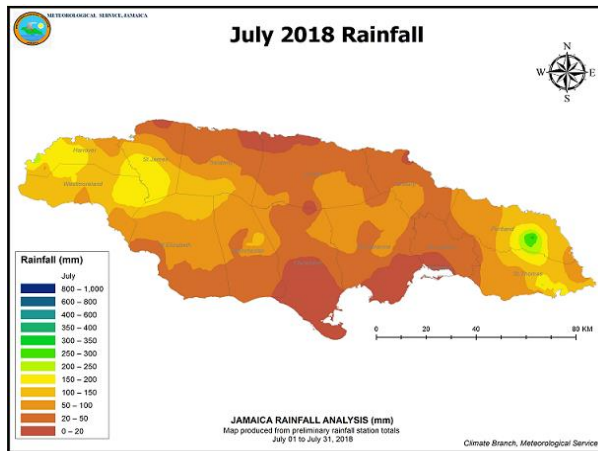 METEOROLOGICAL SERVICE, JAMAICA
July 2018 Rainfall
N
W
E
S
Hanover
St.James
Westmoreland
Portland
St.Thomas
Rainfall (mm)
July
800 – 1,000
600 – 800
400 – 600
350 – 400
300 – 350
250 – 300
200 – 250
150 – 200
100 – 150
50 – 100
20 – 50
0 – 20
0
20
40
80 KM
JAMAICA RAINFALL ANALYSIS (mm)
Map produced from preliminary rainfall station totals
July 01 to July 31, 2018
Climate Branch, Meteorological Service